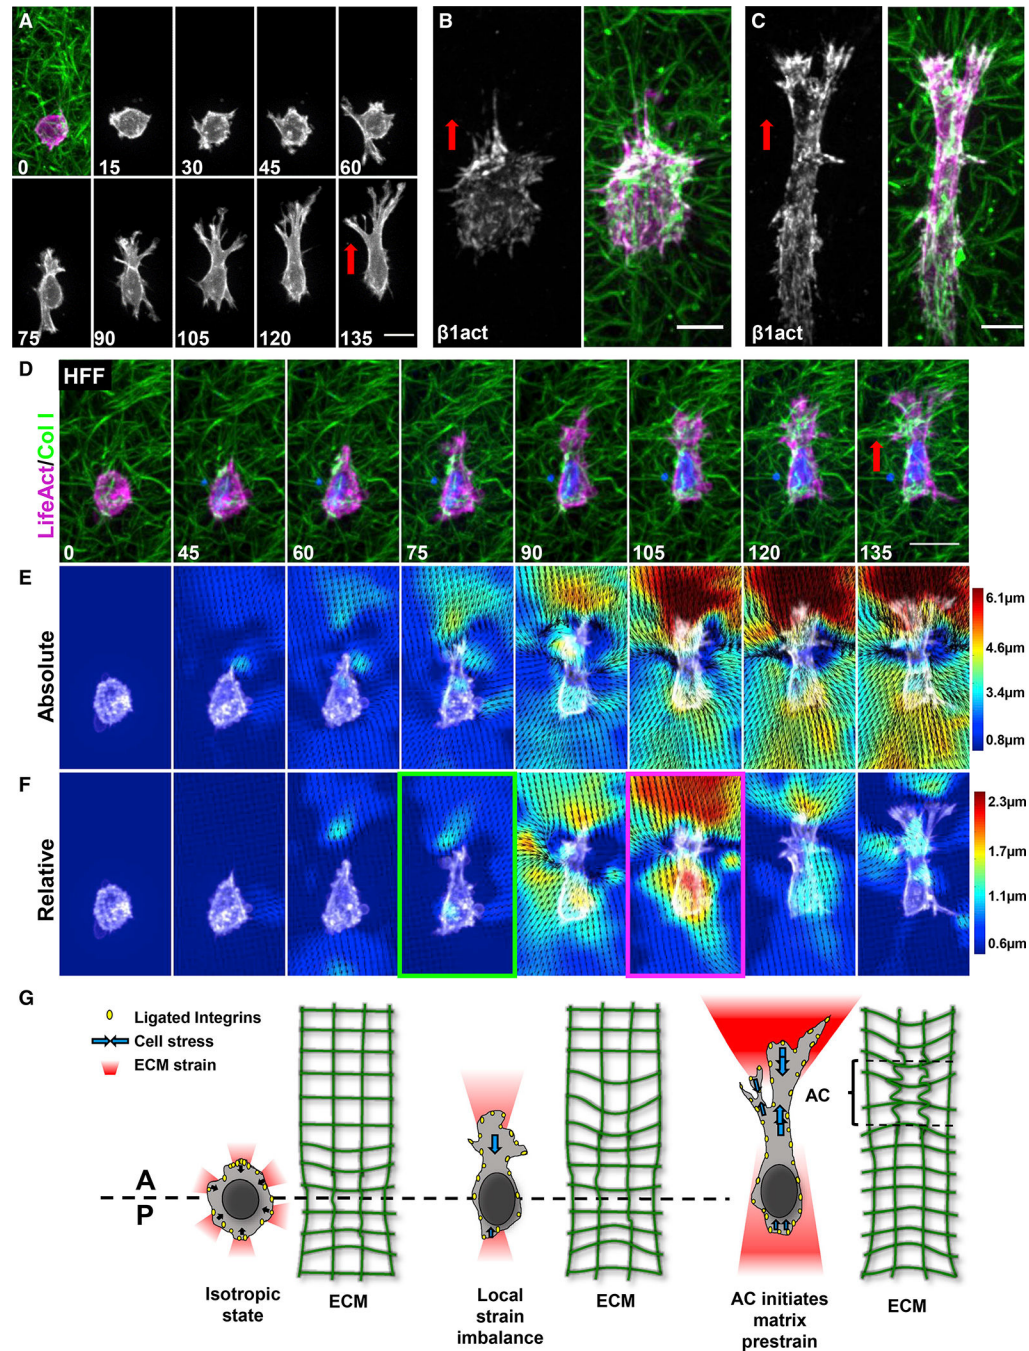 A
0
15
30
45
60
75
90
105
120
135
B
β1act
C
β1act
D
HFF
LifeAct/Col I
0
45
60
75
90
105
120
135
E
Absolute
6.1µm
4.6µm
3.4µm
0.8µm
F
Relative
2.3µm
1.7µm
1.1µm
0.6µm
G
Ligated Integrins
Cell stress
ECM strain
AC
A
P
Isotropic
state
ECM
Local
strain
imbalance
ECM
AC initiates
matrix
prestrain
ECM